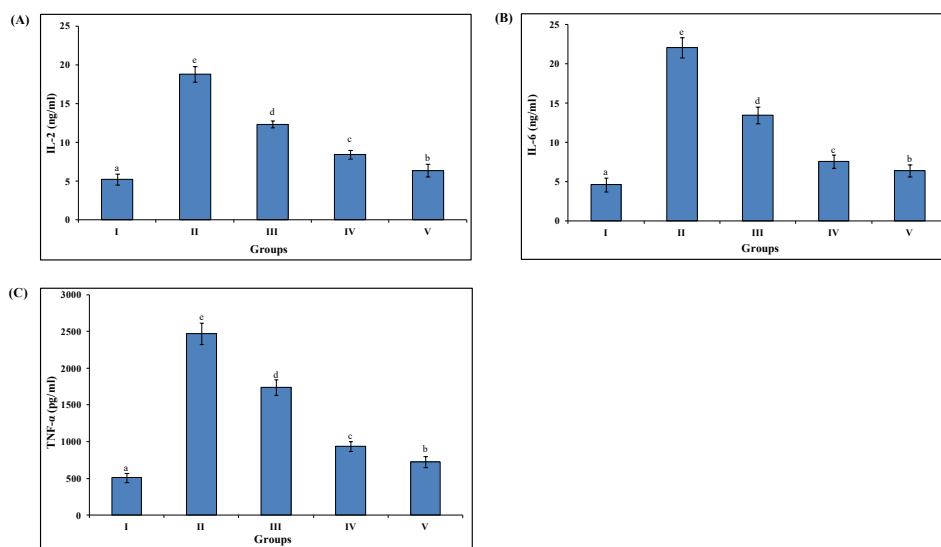 (A)
25
20
15
10
5
0
IL-2 (ng/ml)
a
e
d
c
b
I II III IV V
Groups
(B)
25
20
15
10
5
0
IL-6 (ng/ml)
a
e
d
c
b
I II III IV V
Groups
(C)
3000
2500
2000
1500
1000
500
0
TNF-α (pg/ml)
a
e
d
c
b
I II III IV V
Groups